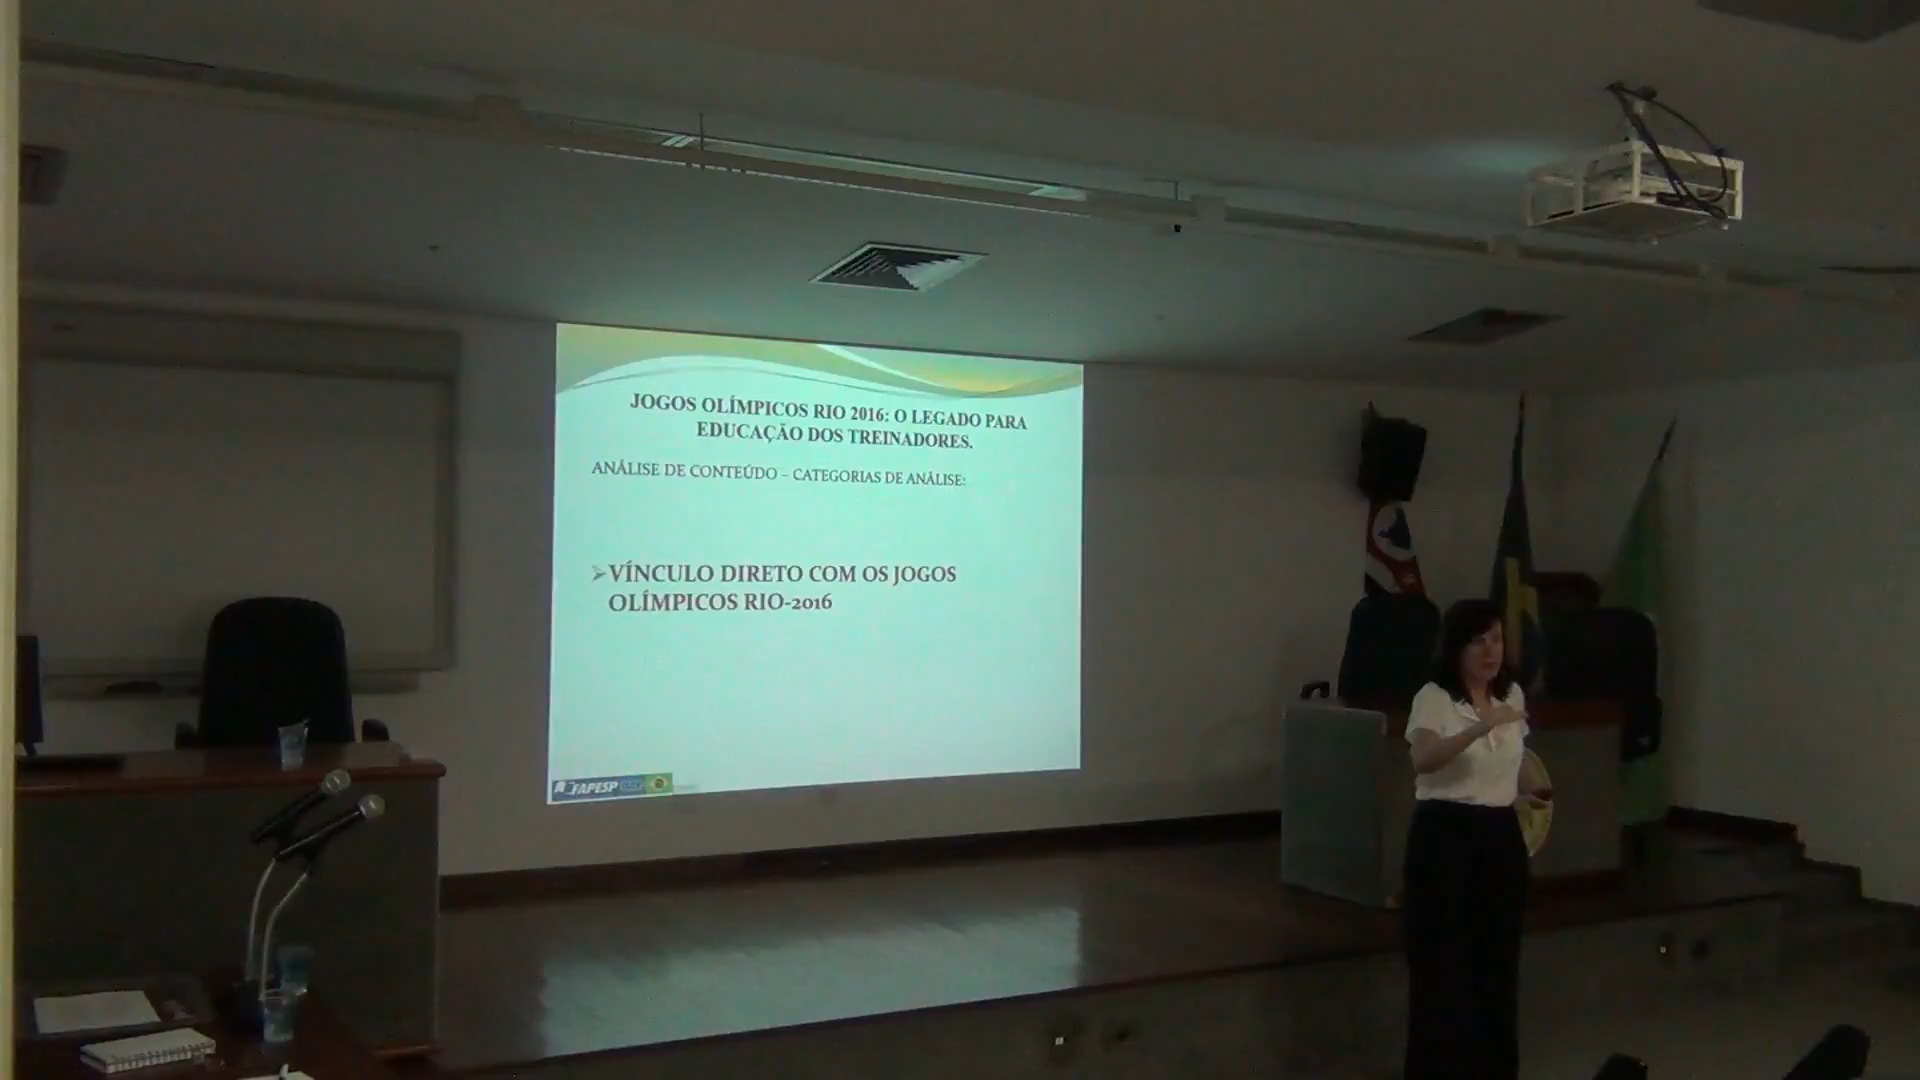 JOGOS OLÍMPICOS RIO 2016: O LEGADO PARA
EDUCAÇÃO DOS TREINADORES.
ANÁLISE DE CONTEÚDO – CATEGORIAS DE ANÁLISE:
➢VÍNCULO DIRETO COM OS JOGOS
OLÍMPICOS RIO-2016
FAPESP